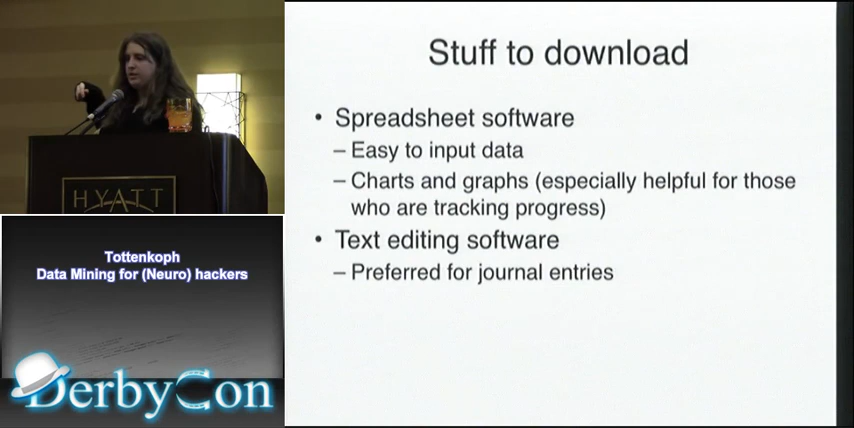 Stuff to download
• Spreadsheet software
– Easy to input data
– Charts and graphs (especially helpful for those
who are tracking progress)
• Text editing software
– Preferred for journal entries
HYATT
Tottenkoph
Data Mining for (Neuro) hackers
DerbyCon